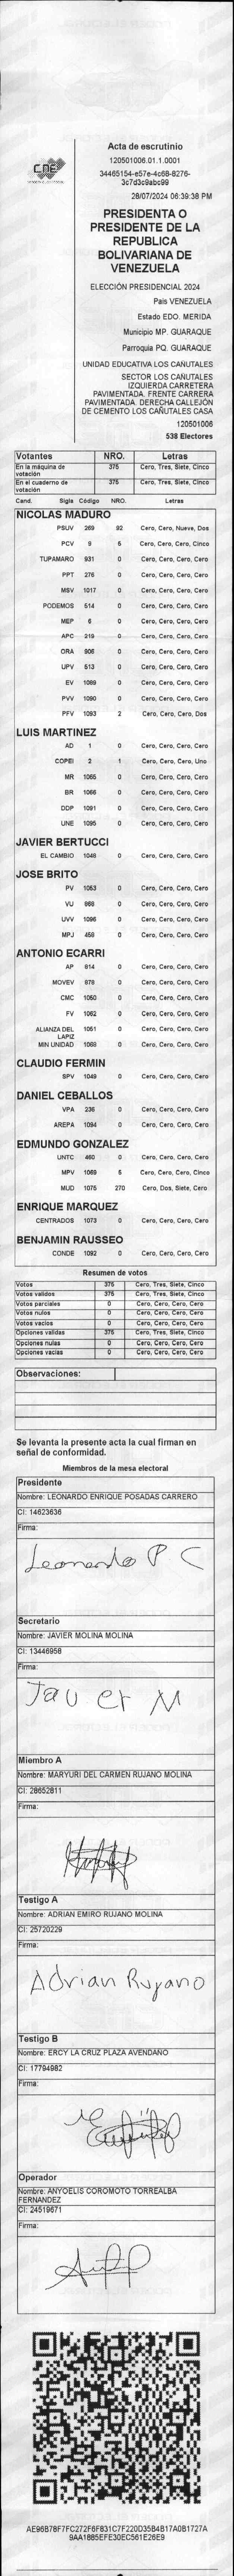 CNE
Acta de escrutinio
120501006.01.1.0001
34465154-e57e-4c6B-8276-
3c7d3c9abc99
28/07/2024 06:39:38 PM
PRESIDENTA O
PRESIDENTE DE LA
REPUBLICA
BOLIVARIANA DE
VENEZUELA
ELECCIÓN PRESIDENCIAL 2024
Pais VENEZUELA
Estado EDO. MERIDA
Municipio MP. GUARAQUE
Parroquia PQ. GUARAQUE
UNIDAD EDUCATIVA LOS CAÑUTALES
SECTOR LOS CAÑUTALES
IZQUIERDA CARRETERA
PAVIMENTADA. FRENTE CARRERA
PAVIMENTADA. DERECHA CALLEJÓN
DE CEMENTO LOS CAÑUTALES CASA
120501006
538 Electores
Votantes NRO. Letras
En la máquina de votación 375 Cero, Tres, Siete, Cinco
En el cuaderno de votación 375 Cero, Tres, Siete, Cinco
Cand. Sigla Código NRO. Letras
NICOLAS MADURO
PSUV 269 92 Cero, Cero, Nueve, Dos
PCV 9 5 Cero, Cero, Cero, Cinco
TUPAMARO 931 0 Cero, Cero, Cero, Cero
PPT 276 0 Cero, Cero, Cero, Cero
MSV 1017 0 Cero, Cero, Cero, Cero
PODEMOS 514 0 Cero, Cero, Cero, Cero
MEP 6 0 Cero, Cero, Cero, Cero
APC 219 0 Cero, Cero, Cero, Cero
ORA 906 0 Cero, Cero, Cero, Cero
UPV 513 0 Cero, Cero, Cero, Cero
EV 1089 0 Cero, Cero, Cero, Cero
PVV 1090 0 Cero, Cero, Cero, Cero
PFV 1093 2 Cero, Cero, Cero, Dos
LUIS MARTINEZ
AD 1 0 Cero, Cero, Cero, Cero
COPEI 2 1 Cero, Cero, Cero, Uno
MR 1065 0 Cero, Cero, Cero, Cero
BR 1066 0 Cero, Cero, Cero, Cero
DDP 1091 0 Cero, Cero, Cero, Cero
UNE 1095 0 Cero, Cero, Cero, Cero
JAVIER BERTUCCI
EL CAMBIO 1048 0 Cero, Cero, Cero, Cero
JOSE BRITO
PV 1053 0 Cero, Cero, Cero, Cero
VU 868 0 Cero, Cero, Cero, Cero
UVV 1096 0 Cero, Cero, Cero, Cero
MPJ 458 0 Cero, Cero, Cero, Cero
ANTONIO ECARRI
AP 814 0 Cero, Cero, Cero, Cero
MOVEV 878 0 Cero, Cero, Cero, Cero
CMC 1050 0 Cero, Cero, Cero, Cero
FV 1052 0 Cero, Cero, Cero, Cero
ALIANZA DEL LAPIZ 1051 0 Cero, Cero, Cero, Cero
MIN UNIDAD 1068 0 Cero, Cero, Cero, Cero
CLAUDIO FERMIN
SPV 1049 0 Cero, Cero, Cero, Cero
DANIEL CEBALLOS
VPA 236 0 Cero, Cero, Cero, Cero
AREPA 1094 0 Cero, Cero, Cero, Cero
EDMUNDO GONZALEZ
UNTC 460 0 Cero, Cero, Cero, Cero
MPV 1069 5 Cero, Cero, Cero, Cinco
MUD 1075 270 Cero, Dos, Siete, Cero
ENRIQUE MARQUEZ
CENTRADOS 1073 0 Cero, Cero, Cero, Cero
BENJAMIN RAUSSEO
CONDE 1092 0 Cero, Cero, Cero, Cero
Resumen de votos
Votos 375 Cero, Tres, Siete, Cinco
Votos validos 375 Cero, Tres, Siete, Cinco
Votos parciales 0 Cero, Cero, Cero, Cero
Votos nulos 0 Cero, Cero, Cero, Cero
Votos vacios 0 Cero, Cero, Cero, Cero
Opciones validas 375 Cero, Tres, Siete, Cinco
Opciones nulas 0 Cero, Cero, Cero, Cero
Opciones vacias 0 Cero, Cero, Cero, Cero
Observaciones:
Se levanta la presente acta la cual firman en
señal de conformidad.
Miembros de la mesa electoral
Presidente
Nombre: LEONARDO ENRIQUE POSADAS CARRERO
CI: 14623636
Firma:
Leonardo P. C
Secretario
Nombre: JAVIER MOLINA MOLINA
CI: 13446958
Firma:
Javier M
Miembro A
Nombre: MARYURI DEL CARMEN RUJANO MOLINA
CI: 28652811
Firma:
Testigo A
Nombre: ADRIAN EMIRO RUJANO MOLINA
CI: 25720229
Firma:
Adrian Rujano
Testigo B
Nombre: ERCY LA CRUZ PLAZA AVENDAÑO
CI: 17794982
Firma:
Operador
Nombre: ANYOELIS COROMOTO TORREALBA
FERNANDEZ
CI: 24519671
Firma:
AE96B78F7FC272F6FB31C7F220D35B4B17A0B1727A
9AA1885EFE30EC561E26E9